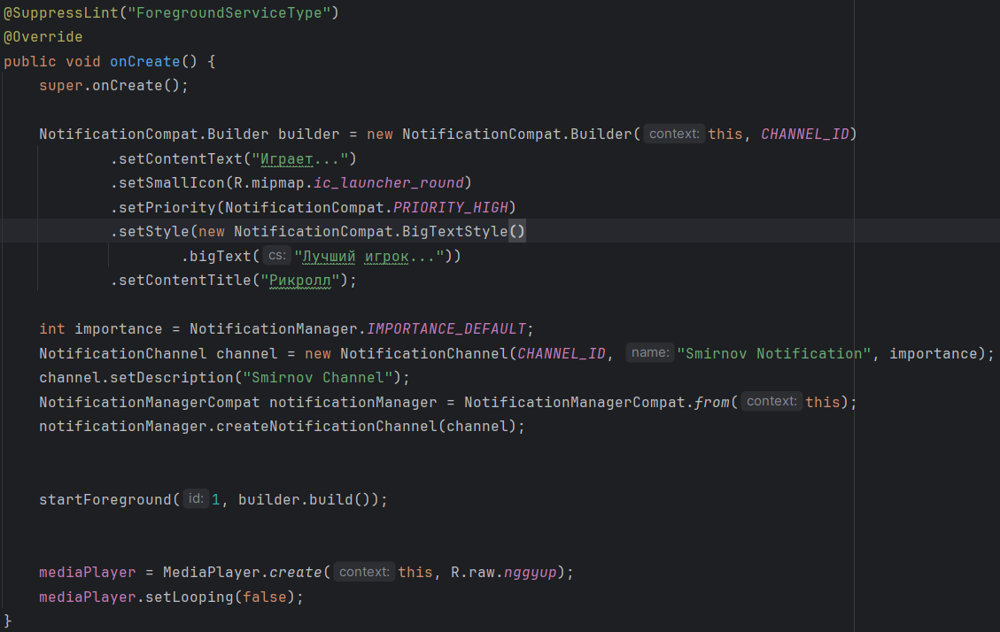 @SuppressLint("ForegroundServiceType")
@Override
public void onCreate() {
super.onCreate();
NotificationCompat.Builder builder = new NotificationCompat.Builder( context: this, CHANNEL_ID)
.setContentText("Играет...")
.setSmallIcon(R.mipmap.ic_launcher_round)
.setPriority(NotificationCompat.PRIORITY_HIGH)
.setStyle(new NotificationCompat.BigTextStyle()
.bigText( cs: "Лучший игрок..."))
.setContentTitle("Рикролл");
int importance = NotificationManager.IMPORTANCE_DEFAULT;
NotificationChannel channel = new NotificationChannel(CHANNEL_ID, name: "Smirnov Notification", importance);
channel.setDescription("Smirnov Channel");
NotificationManagerCompat notificationManager = NotificationManagerCompat.from( context: this);
notificationManager.createNotificationChannel(channel);
startForeground( id: 1, builder.build());
mediaPlayer = MediaPlayer.create( context: this, R.raw.nggyup);
mediaPlayer.setLooping(false);
}